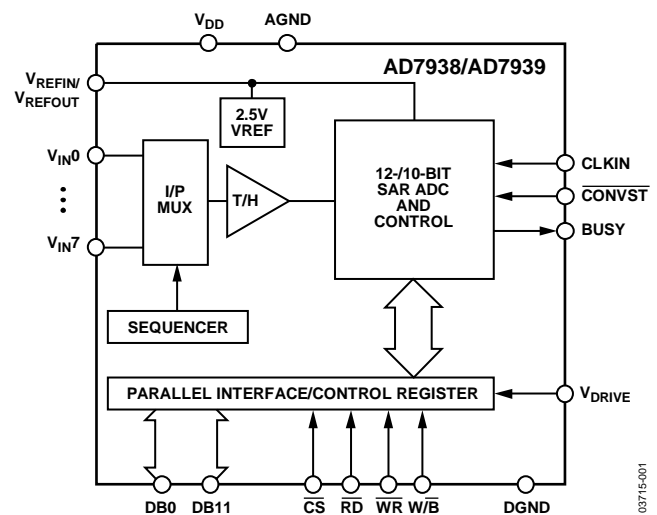 VDD
AGND
AD7938/AD7939
VREFIN/
VREFOUT
2.5V
VREF
VIN0
I/P
MUX
T/H
12-/10-BIT
SAR ADC
AND
CONTROL
CLKIN
CONVST
BUSY
VIN7
SEQUENCER
PARALLEL INTERFACE/CONTROL REGISTER
VDRIVE
DB0
DB11
CS
RD
WR
W/B
DGND
03715-001